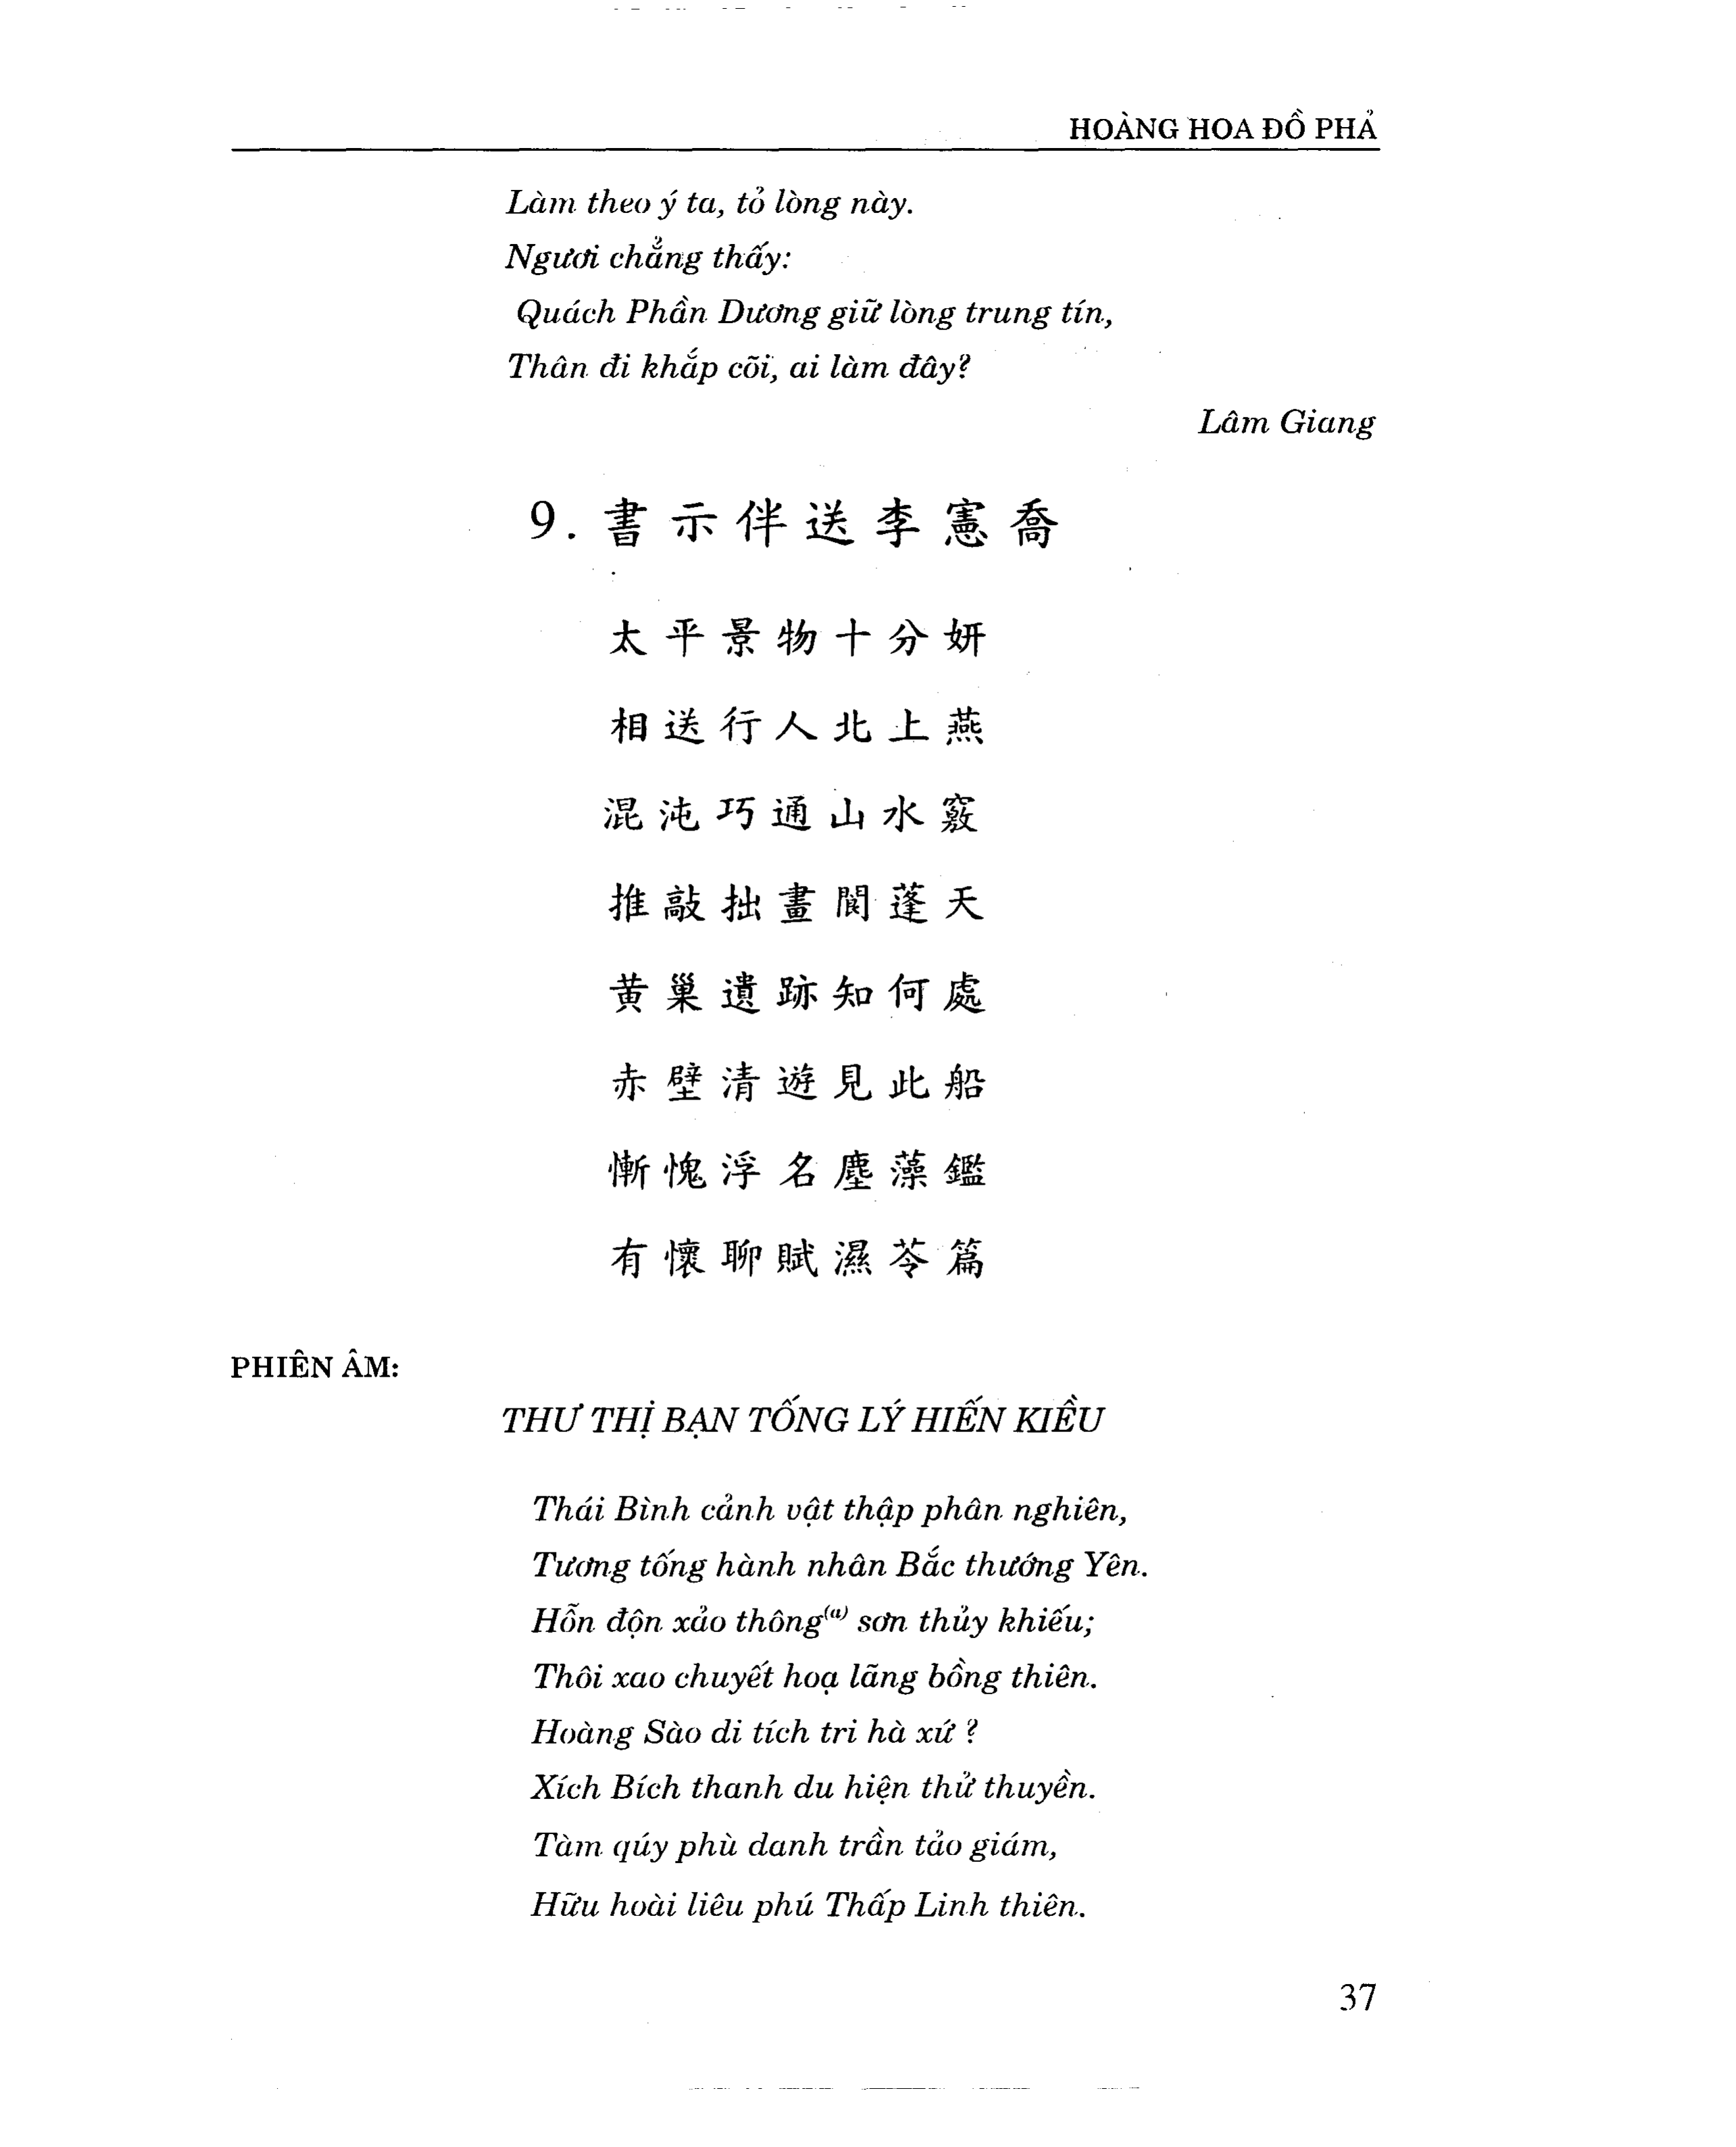 HOÀNG HOA ĐỒ PHẢ
Làm theo ý ta, tỏ lòng này.
Ngươi chẳng thấy:
Quách Phần Dương giữ lòng trung tín,
Thân đi khắp cõi, ai làm đây?
Lâm Giang
9. 書示伴送李憲喬
太平景物十分妍
相送行人北上燕
混沌巧通山水竅
推敲拙畫閬蓬天
黄巢遺跡知何處
赤壁清遊見此船
慚愧浮名塵藻鑑
有懷聊賦濕苓篇
PHIÊN ÂM:
THƯ THỊ BẠN TỐNG LÝ HIẾN KIỀU
Thái Bình cảnh vật thập phân nghiên,
Tương tống hành nhân Bắc thướng Yên.
Hỗn độn xảo thông(a) sơn thủy khiếu;
Thôi xao chuyết hoạ lãng bồng thiên.
Hoàng Sào di tích tri hà xứ ?
Xích Bích thanh du hiện thử thuyền.
Tàm qúy phù danh trần tảo giám,
Hữu hoài liêu phú Thấp Linh thiên.
37